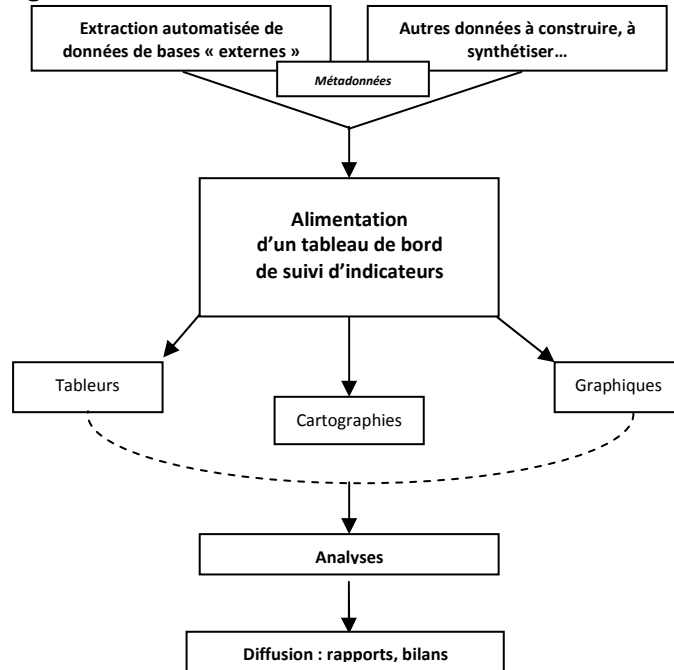 Extraction automatisée de
données de bases « externes »
Autres données à construire, à
synthétiser…
Métadonnées
Alimentation
d’un tableau de bord
de suivi d’indicateurs
Tableurs
Cartographies
Graphiques
Analyses
Diffusion : rapports, bilans